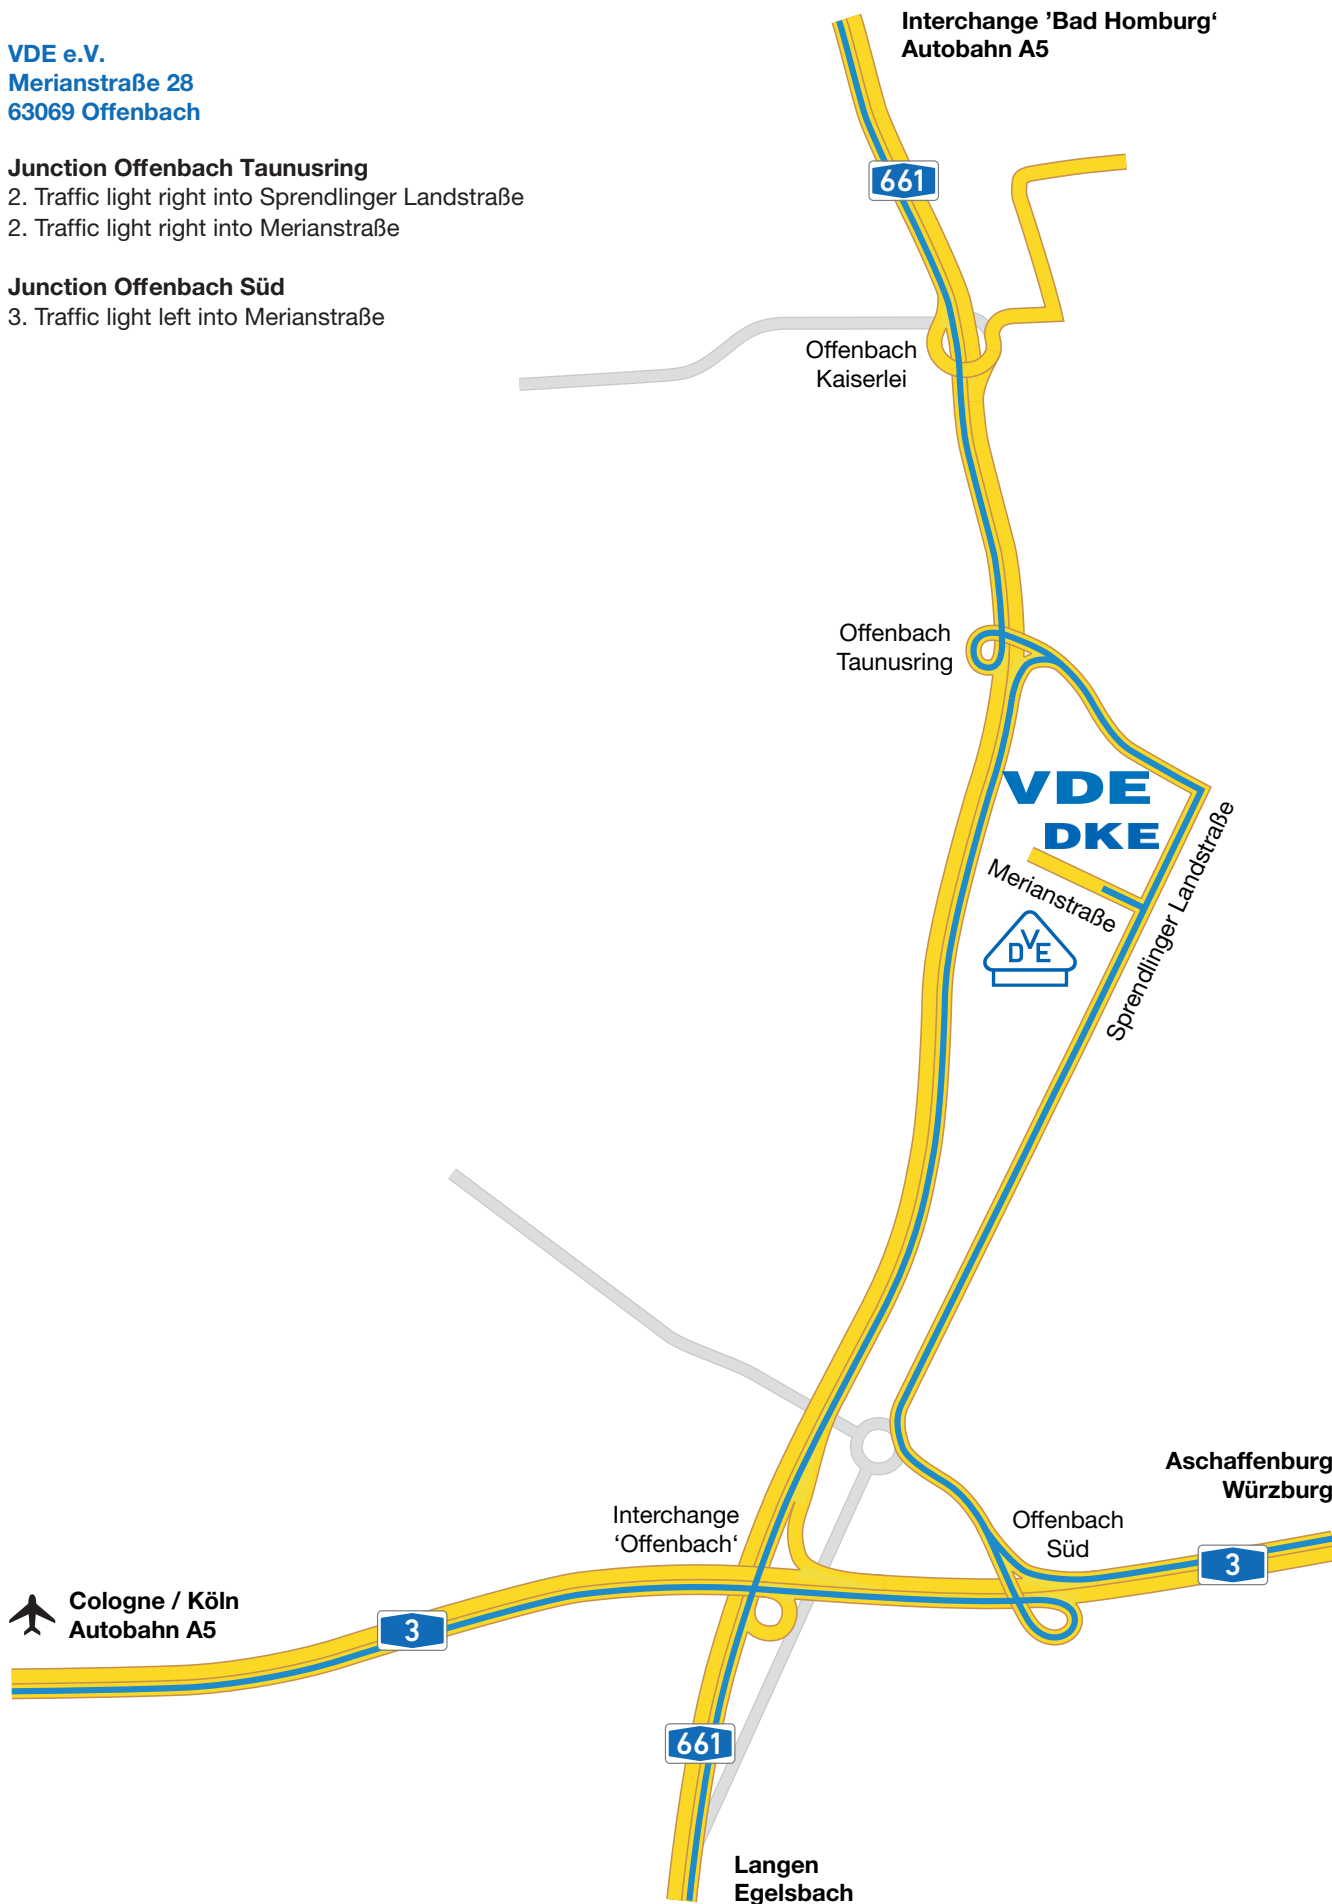 VDE e.V.
Merianstraße 28
63069 Offenbach
Junction Offenbach Taunusring
2. Traffic light right into Sprendlinger Landstraße
2. Traffic light right into Merianstraße
Junction Offenbach Süd
3. Traffic light left into Merianstraße
Interchange ’Bad Homburg‘
Autobahn A5
661
Offenbach
Kaiserlei
Offenbach
Taunusring
VDE
DKE
Merianstraße
Sprendlinger Landstraße
DVE
Aschaffenburg
Würzburg
Interchange
‘Offenbach‘
Offenbach
Süd
3
Cologne / Köln
Autobahn A5
3
661
Langen
Egelsbach